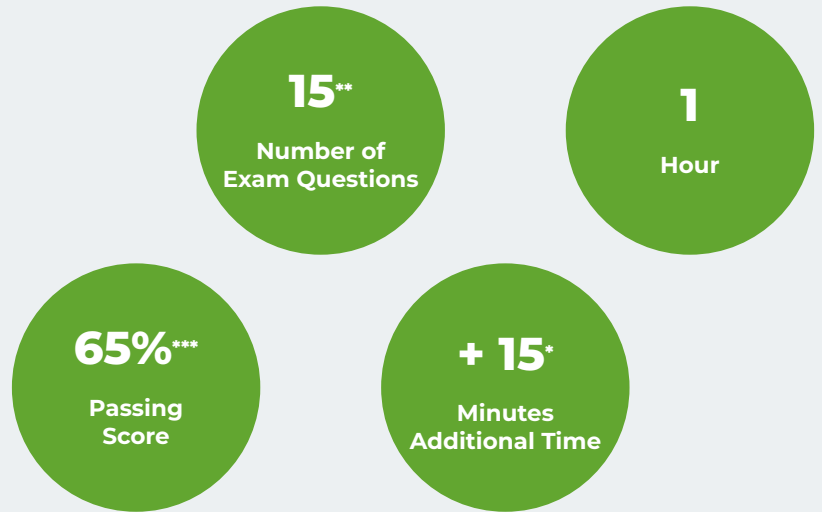 15**
Number of
Exam Questions
1
Hour
65%***
Passing
Score
+ 15*
Minutes
Additional Time